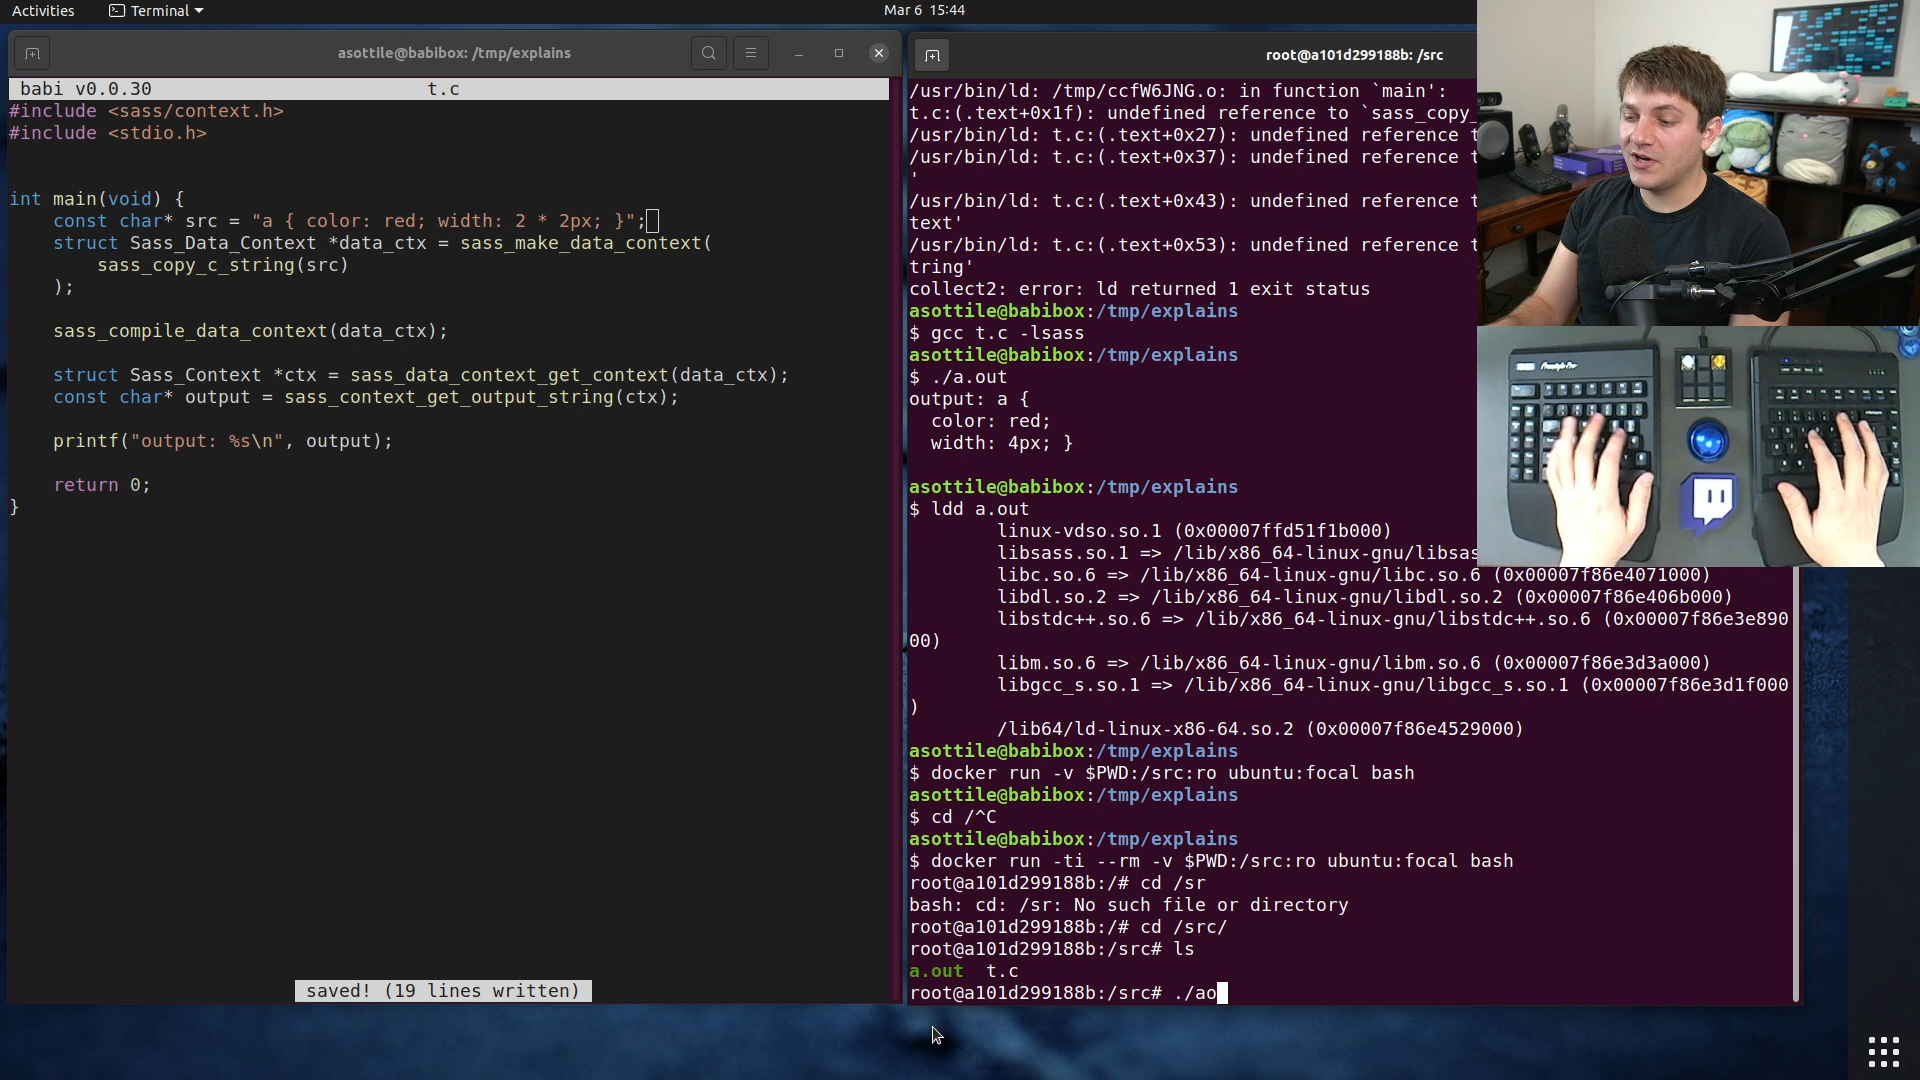 Activities
Terminal
Mar 6 15:44
asottile@babibox: /tmp/explains
babi v0.0.30
t.c
#include <sass/context.h>
#include <stdio.h>
int main(void) {
const char* src = "a { color: red; width: 2 * 2px; }";
struct Sass_Data_Context *data_ctx = sass_make_data_context(
sass_copy_c_string(src)
);
sass_compile_data_context(data_ctx);
struct Sass_Context *ctx = sass_data_context_get_context(data_ctx);
const char* output = sass_context_get_output_string(ctx);
printf("output: %s\n", output);
return 0;
}
saved! (19 lines written)
root@a101d299188b: /src
/usr/bin/ld: /tmp/ccfW6JNG.o: in function `main':
t.c:(.text+0x1f): undefined reference to `sass_copy_
/usr/bin/ld: t.c:(.text+0x27): undefined reference t
/usr/bin/ld: t.c:(.text+0x37): undefined reference t
'
/usr/bin/ld: t.c:(.text+0x43): undefined reference t
text'
/usr/bin/ld: t.c:(.text+0x53): undefined reference t
tring'
collect2: error: ld returned 1 exit status
asottile@babibox:/tmp/explains
$ gcc t.c -lsass
asottile@babibox:/tmp/explains
$ ./a.out
output: a {
color: red;
width: 4px; }
asottile@babibox:/tmp/explains
$ ldd a.out
linux-vdso.so.1 (0x00007ffd51f1b000)
libsass.so.1 => /lib/x86_64-linux-gnu/libsas
libc.so.6 => /lib/x86_64-linux-gnu/libc.so.6 (0x00007f86e4071000)
libdl.so.2 => /lib/x86_64-linux-gnu/libdl.so.2 (0x00007f86e406b000)
libstdc++.so.6 => /lib/x86_64-linux-gnu/libstdc++.so.6 (0x00007f86e3e890
00)
libm.so.6 => /lib/x86_64-linux-gnu/libm.so.6 (0x00007f86e3d3a000)
libgcc_s.so.1 => /lib/x86_64-linux-gnu/libgcc_s.so.1 (0x00007f86e3d1f000
)
/lib64/ld-linux-x86-64.so.2 (0x00007f86e4529000)
asottile@babibox:/tmp/explains
$ docker run -v $PWD:/src:ro ubuntu:focal bash
asottile@babibox:/tmp/explains
$ cd /^C
asottile@babibox:/tmp/explains
$ docker run -ti --rm -v $PWD:/src:ro ubuntu:focal bash
root@a101d299188b:/# cd /sr
bash: cd: /sr: No such file or directory
root@a101d299188b:/# cd /src/
root@a101d299188b:/src# ls
a.out t.c
root@a101d299188b:/src# ./ao